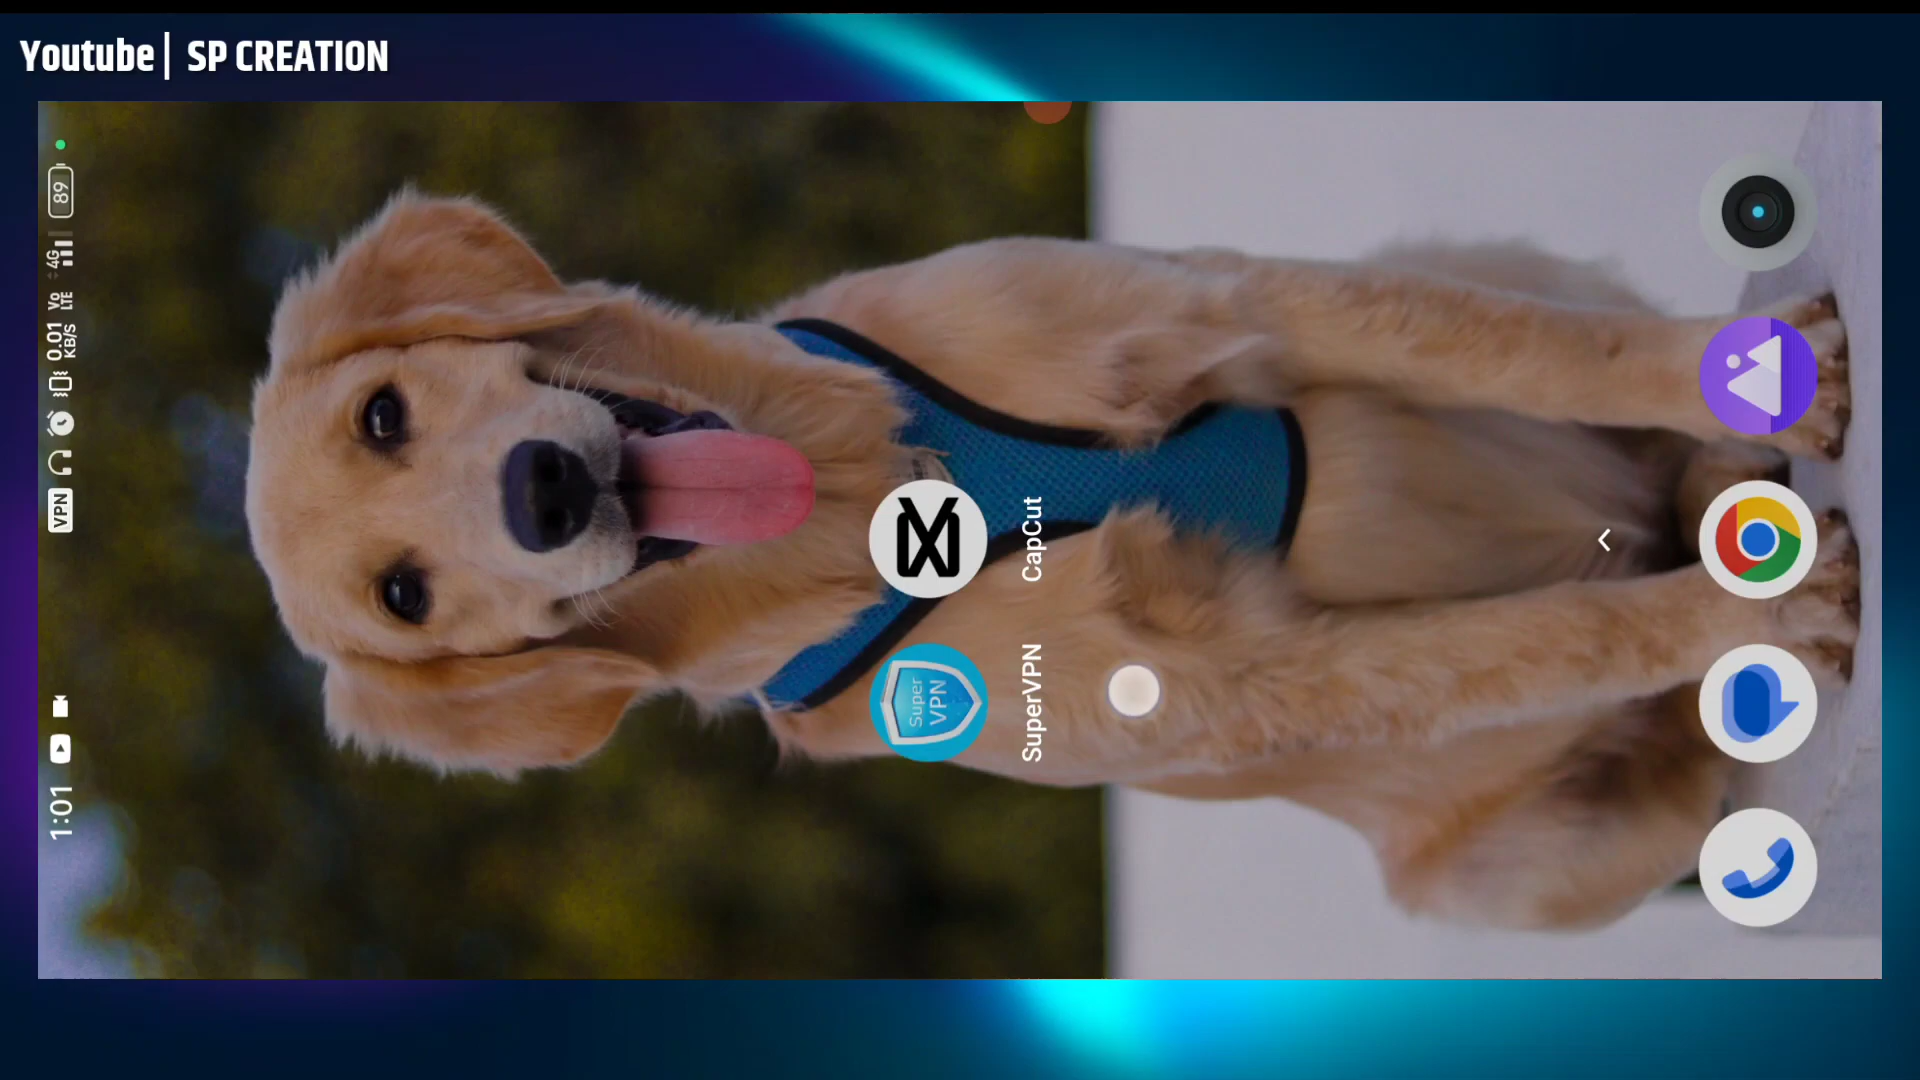 Youtube| SP CREATION
1:01
VPN
0.01
KB/S
Vo
LTE
4G
89
Super
VPN
SuperVPN
CapCut